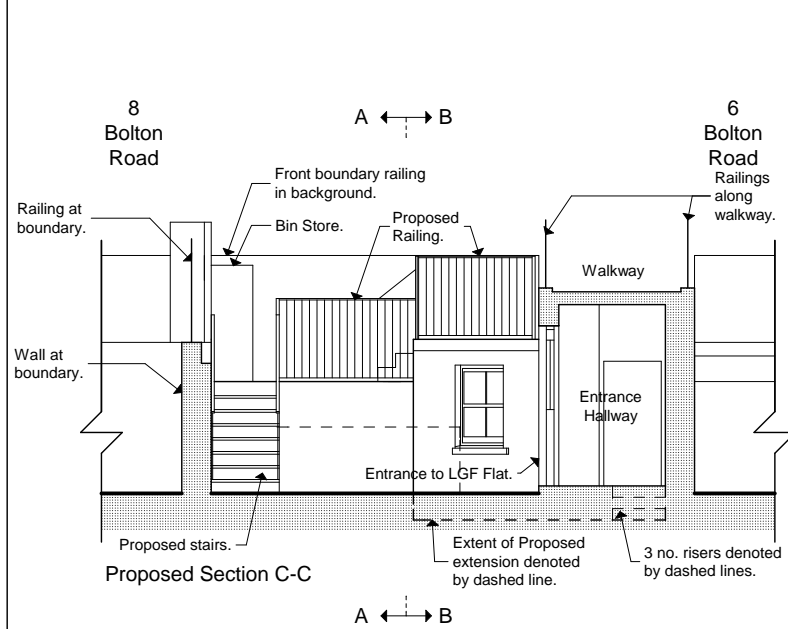 8
Bolton
Road
A B
6
Bolton
Road
Front boundary railing
in background.
Railing at
boundary.
Bin Store.
Proposed
Railing.
Railings
along
walkway.
Walkway
Wall at
boundary.
Entrance
Hallway
Entrance to LGF Flat.
Proposed stairs.
Extent of Proposed
extension denoted
by dashed line.
3 no. risers denoted
by dashed lines.
Proposed Section C-C
A B